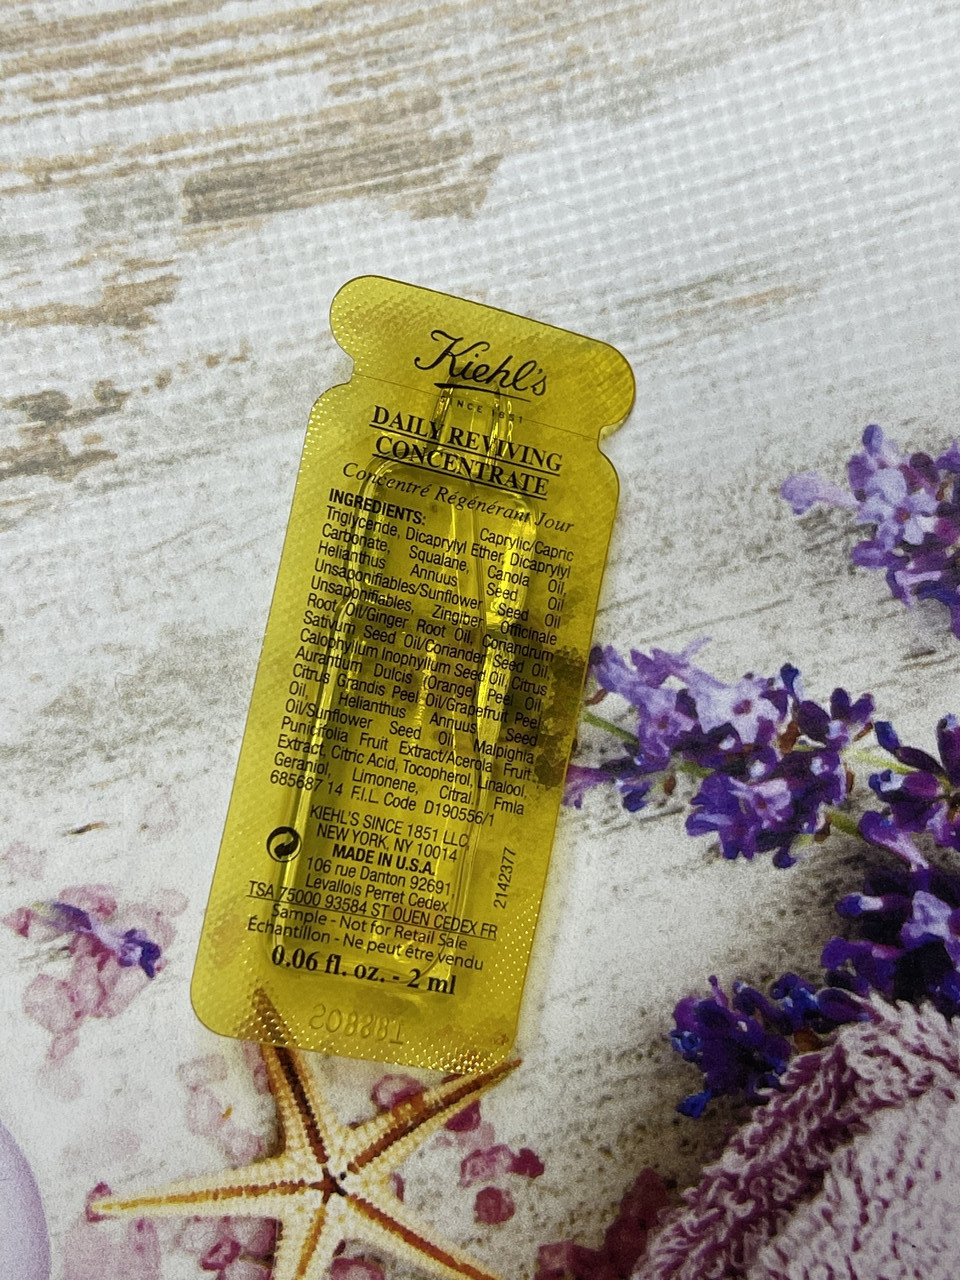 Kiehl's
SINCE 1851
DAILY REVIVING
CONCENTRATE
Concentré Régénérant Jour
INGREDIENTS: Caprylic/Capric
Triglyceride, Dicaprylyl Ether, Dicaprylyl
Carbonate, Squalane, Canola Oil,
Helianthus Annuus Seed Oil
Unsaponifiables/Sunflower Seed Oil
Unsaponifiables, Zingiber Officinale
Root Oil/Ginger Root Oil, Coriandrum
Sativum Seed Oil/Coriander Seed Oil,
Calophyllum Inophyllum Seed Oil, Citrus
Aurantium Dulcis (Orange) Peel Oil,
Citrus Grandis Peel Oil/Grapefruit Peel
Oil, Helianthus Annuus Seed
Oil/Sunflower Seed Oil, Malpighia
Punicifolia Fruit Extract/Acerola Fruit
Extract, Citric Acid, Tocopherol, Linalool,
Geraniol, Limonene, Citral, Fmla
685687 14 F.I.L. Code D190556/1
KIEHL'S SINCE 1851 LLC
NEW YORK, NY 10014
MADE IN U.S.A.
106 rue Danton 92691
Levallois Perret Cedex
TSA 75000 93584 ST OUEN CEDEX FR
Sample - Not for Retail Sale
Échantillon - Ne peut être vendu
0.06 fl. oz. - 2 ml
2142377